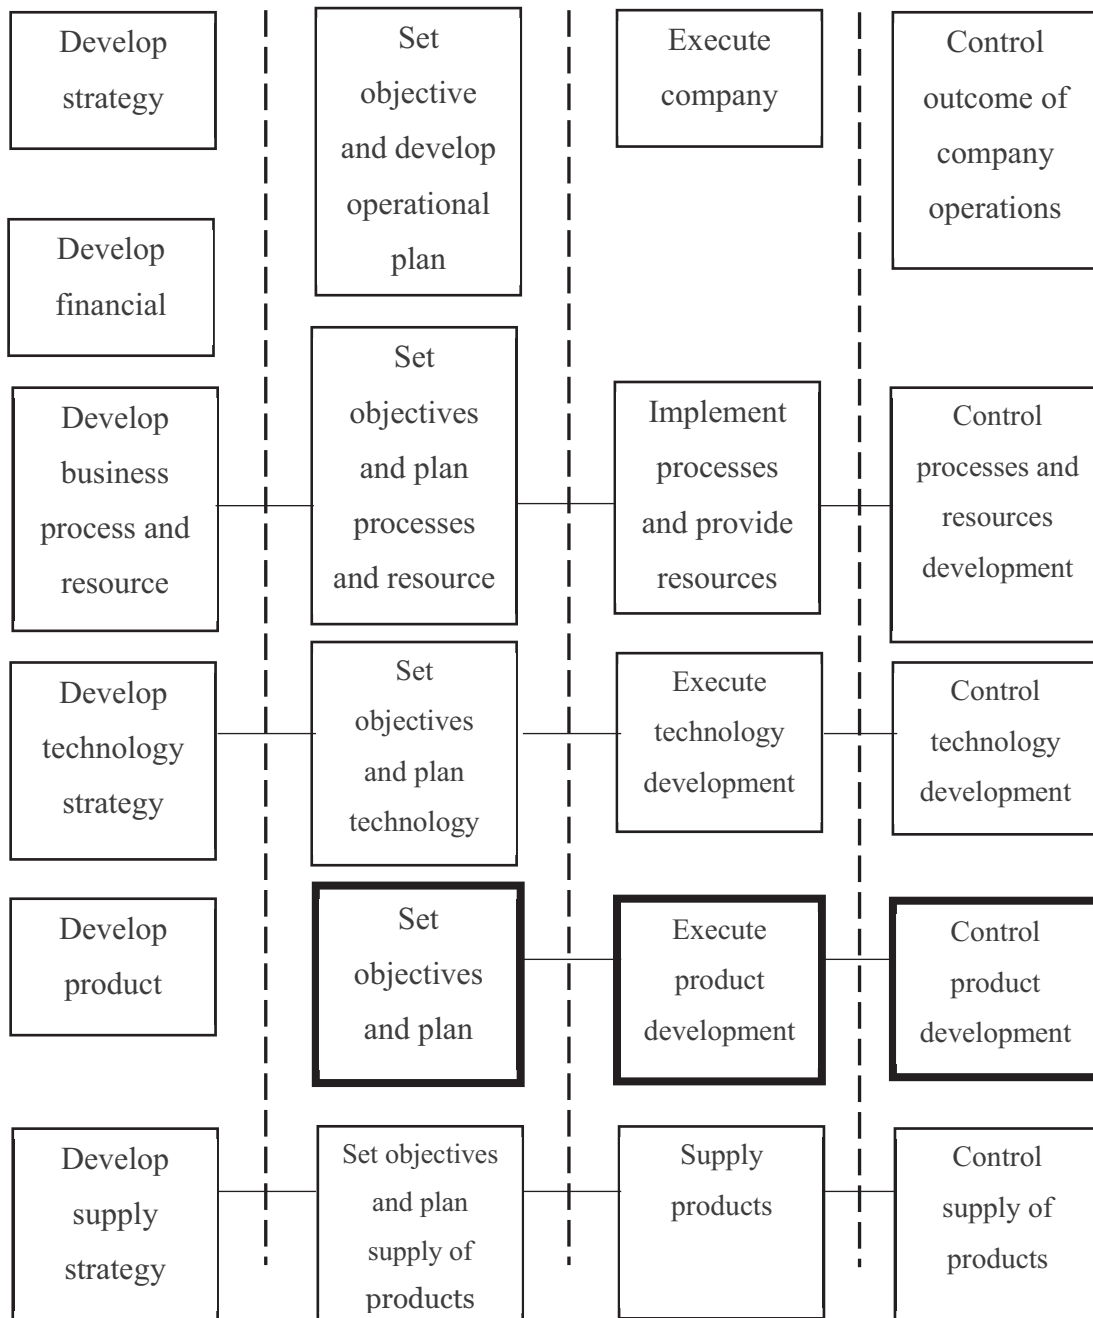 Develop
strategy
Set
objective
and develop
operational
plan
Execute
company
Control
outcome of
company
operations
Develop
financial
Develop
business
process and
resource
Set
objectives
and plan
processes
and resource
Implement
processes
and provide
resources
Control
processes and
resources
development
Develop
technology
strategy
Set
objectives
and plan
technology
Execute
technology
development
Control
technology
development
Develop
product
Set
objectives
and plan
Execute
product
development
Control
product
development
Develop
supply
strategy
Set objectives
and plan
supply of
products
Supply
products
Control
supply of
products